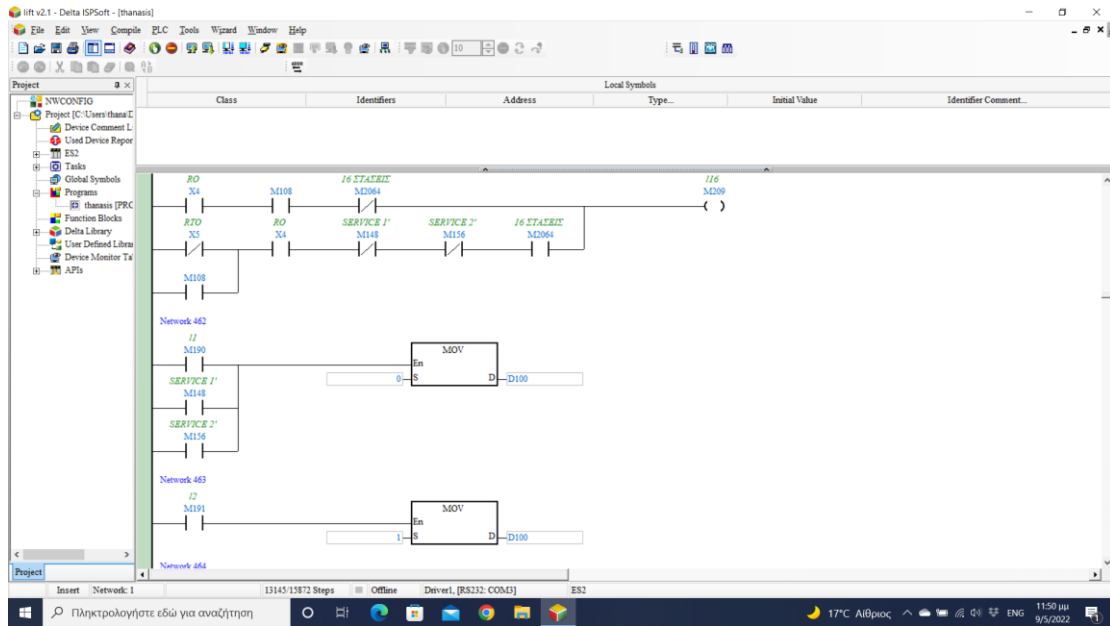 lift v2.1 - Delta ISPSoft - [thanasis]
File Edit View Compile PLC Tools Wizard Window Help
10
Project
Local Symbols
Class Identifiers Address Type... Initial Value Identifier Comment...
NWCONFIG
Project [C:\Users\thana\D
Device Comment L
Used Device Repor
ES2
Tasks
Global Symbols
Programs
thanasis [PRC
Function Blocks
Delta Library
User Defined Librar
Device Monitor Ta
APIs
RO 16 ΣΤΑΣΕΙΣ I16
X4 M108 M2064 M209
RTO RO SERVICE 1' SERVICE 2' 16 ΣΤΑΣΕΙΣ
X5 X4 M148 M156 M2064
M108
Network 462
I1
M190
MOV
En
0 S D D100
SERVICE 1'
M148
SERVICE 2'
M156
Network 463
I2
M191
MOV
En
1 S D D100
Network 464
Project
Insert Network: 1 13145/15872 Steps Offline Driver1, [RS232: COM3] ES2
Πληκτρολογήστε εδώ για αναζήτηση
17°C Αίθριος ENG 11:50 μμ
9/5/2022